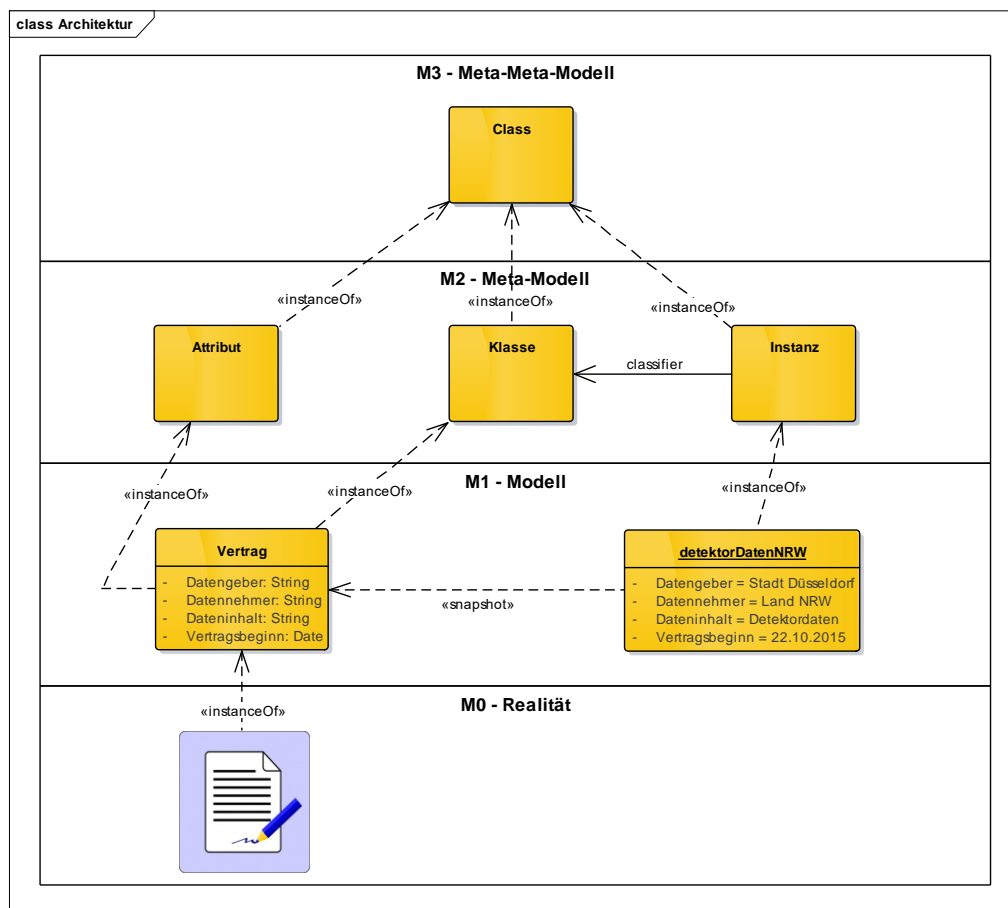 class Architektur
M3 - Meta-Meta-Modell
Class
M2 - Meta-Modell
«instanceOf»
«instanceOf»
«instanceOf»
Attribut
Klasse
Instanz
classifier
M1 - Modell
«instanceOf»
«instanceOf»
«instanceOf»
Vertrag
- Datengeber: String
- Datennehmer: String
- Dateninhalt: String
- Vertragsbeginn: Date
detektorDatenNRW
- Datengeber = Stadt Düsseldorf
- Datennehmer = Land NRW
- Dateninhalt = Detektordaten
- Vertragsbeginn = 22.10.2015
«snapshot»
M0 - Realität
«instanceOf»